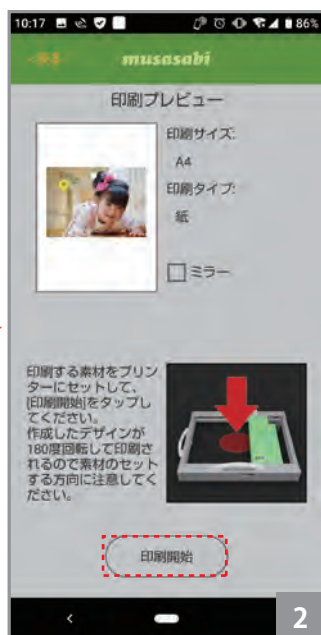 10:17
86%
<戻る
musasabi
印刷プレビュー
印刷サイズ:
A4
印刷タイプ:
紙
ミラー
印刷する素材をプリン
ターにセットして、
[印刷開始]をタップし
てください。
作成したデザインが
180度回転して印刷さ
れるので素材のセット
する方向に注意してく
ださい。
印刷開始
2